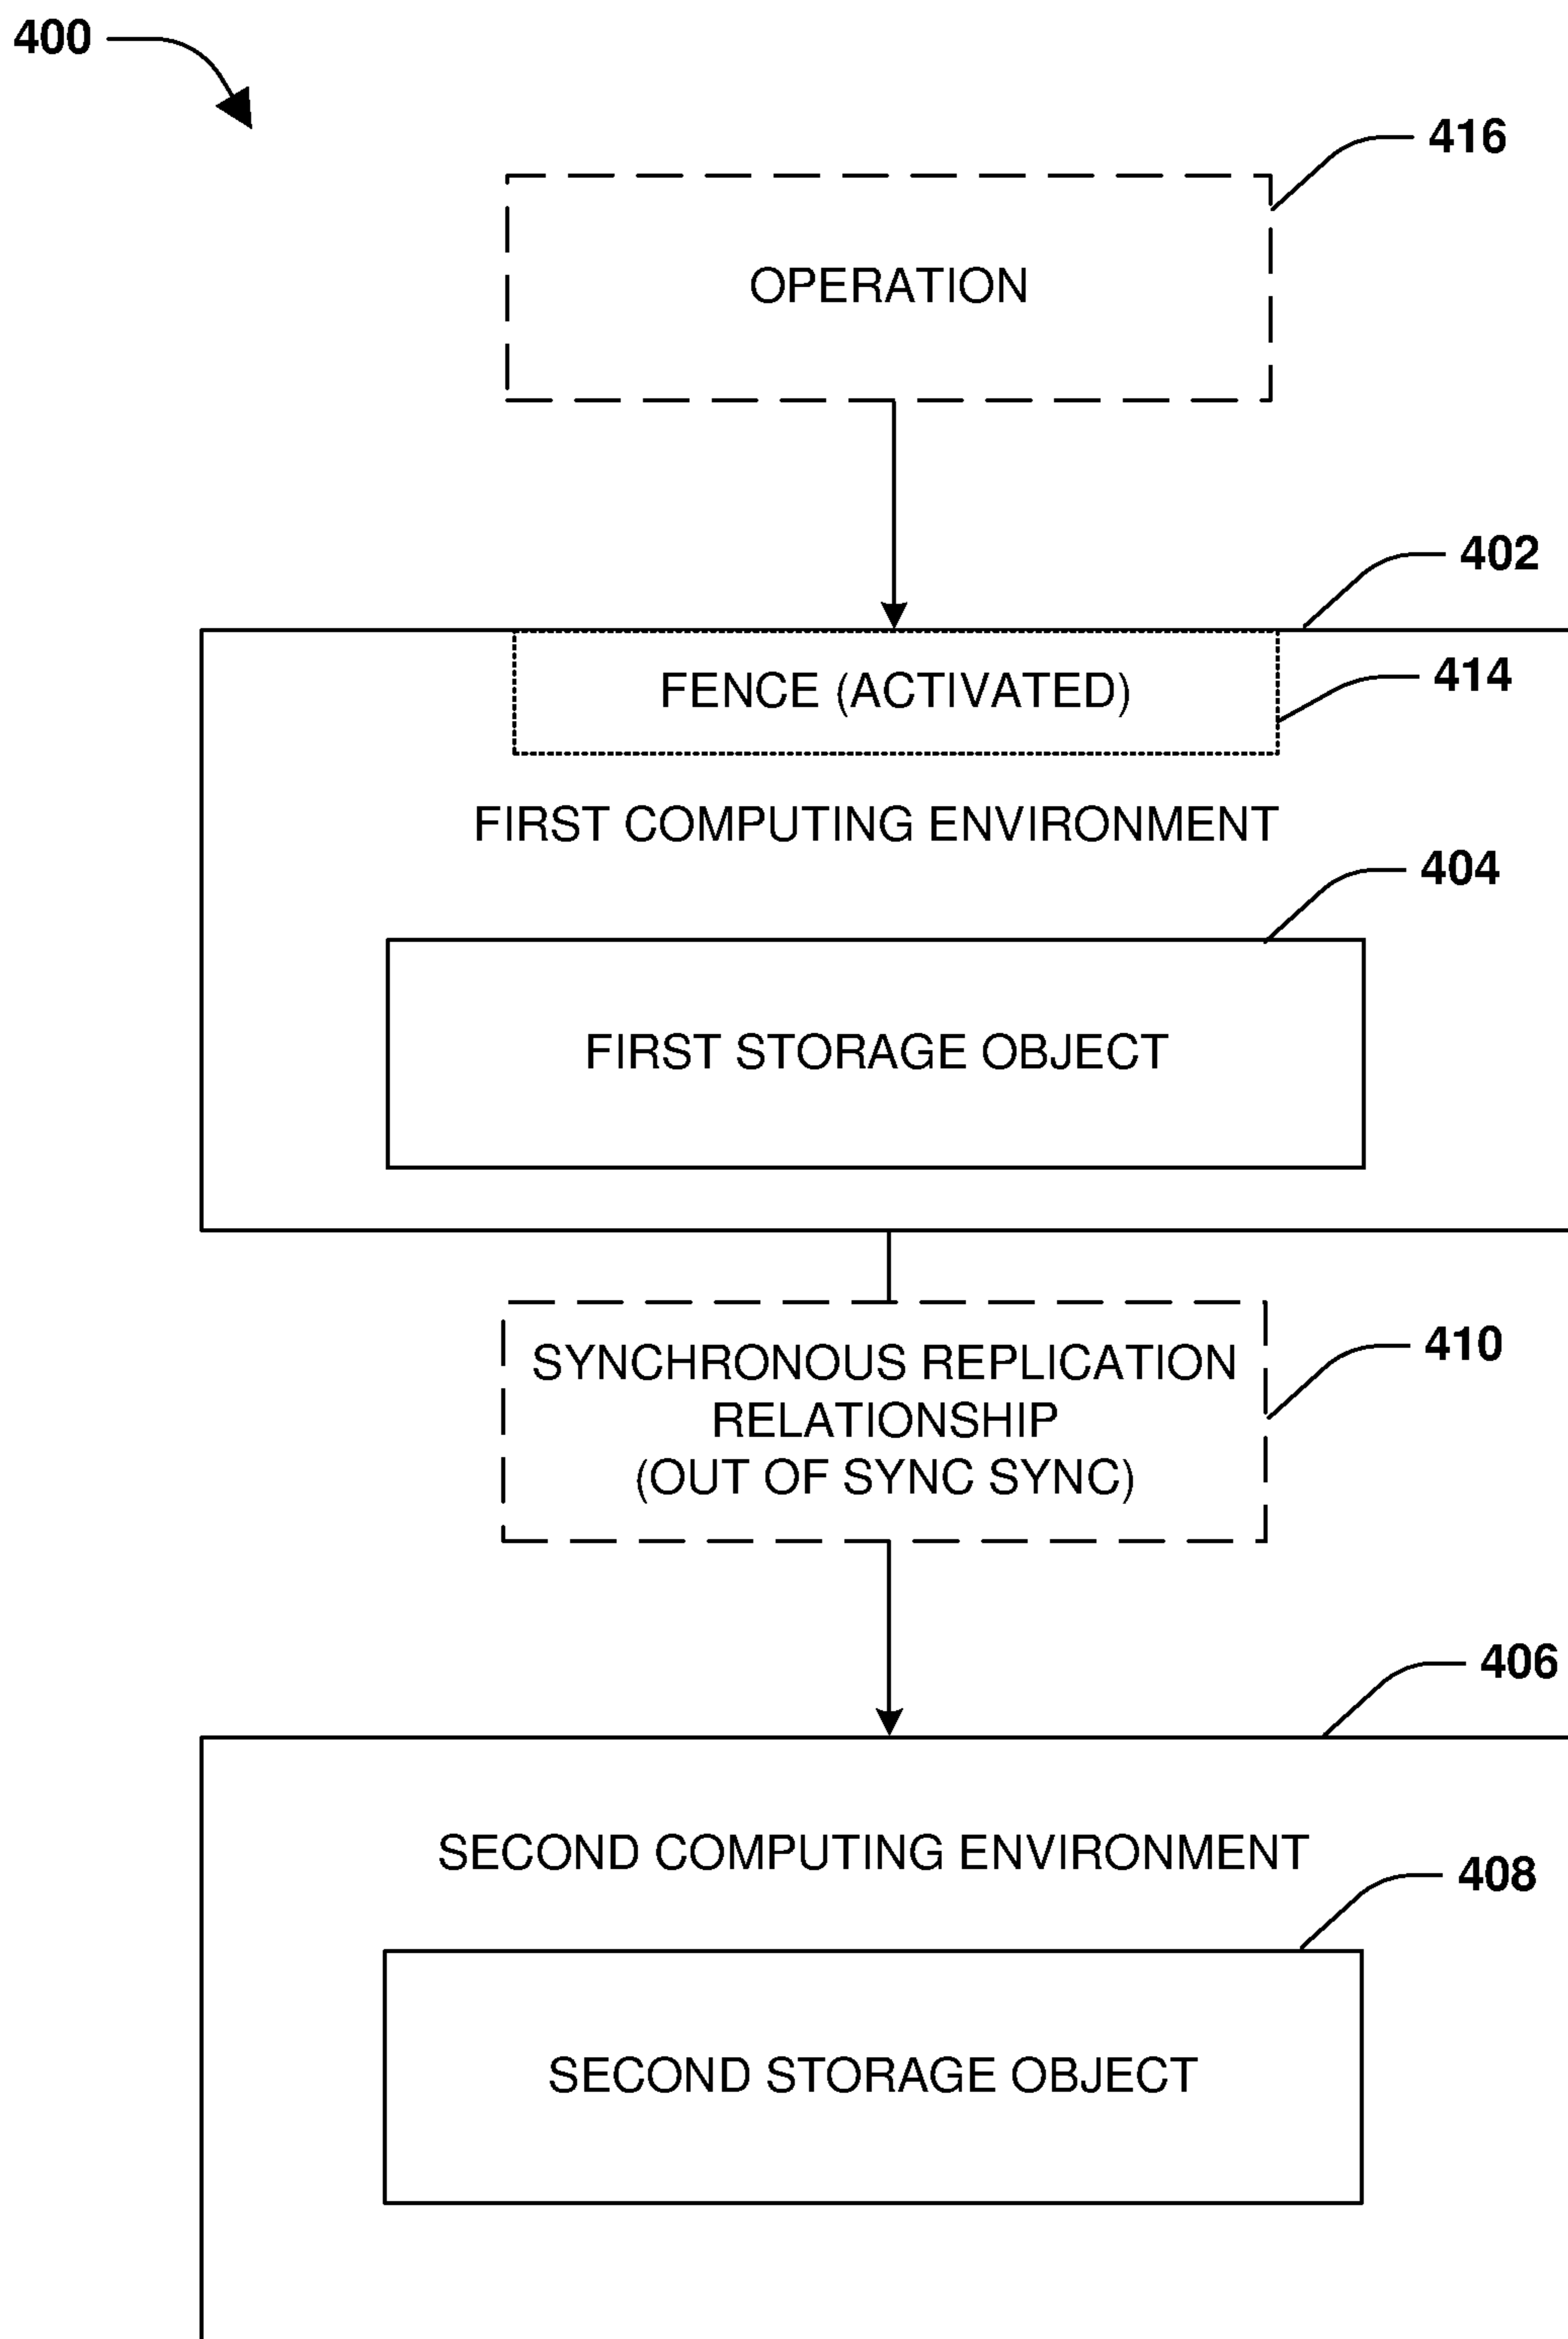 400
416
OPERATION
402
FENCE (ACTIVATED)
414
FIRST COMPUTING ENVIRONMENT
404
FIRST STORAGE OBJECT
SYNCHRONOUS REPLICATION
RELATIONSHIP
(OUT OF SYNC SYNC)
410
406
SECOND COMPUTING ENVIRONMENT
408
SECOND STORAGE OBJECT